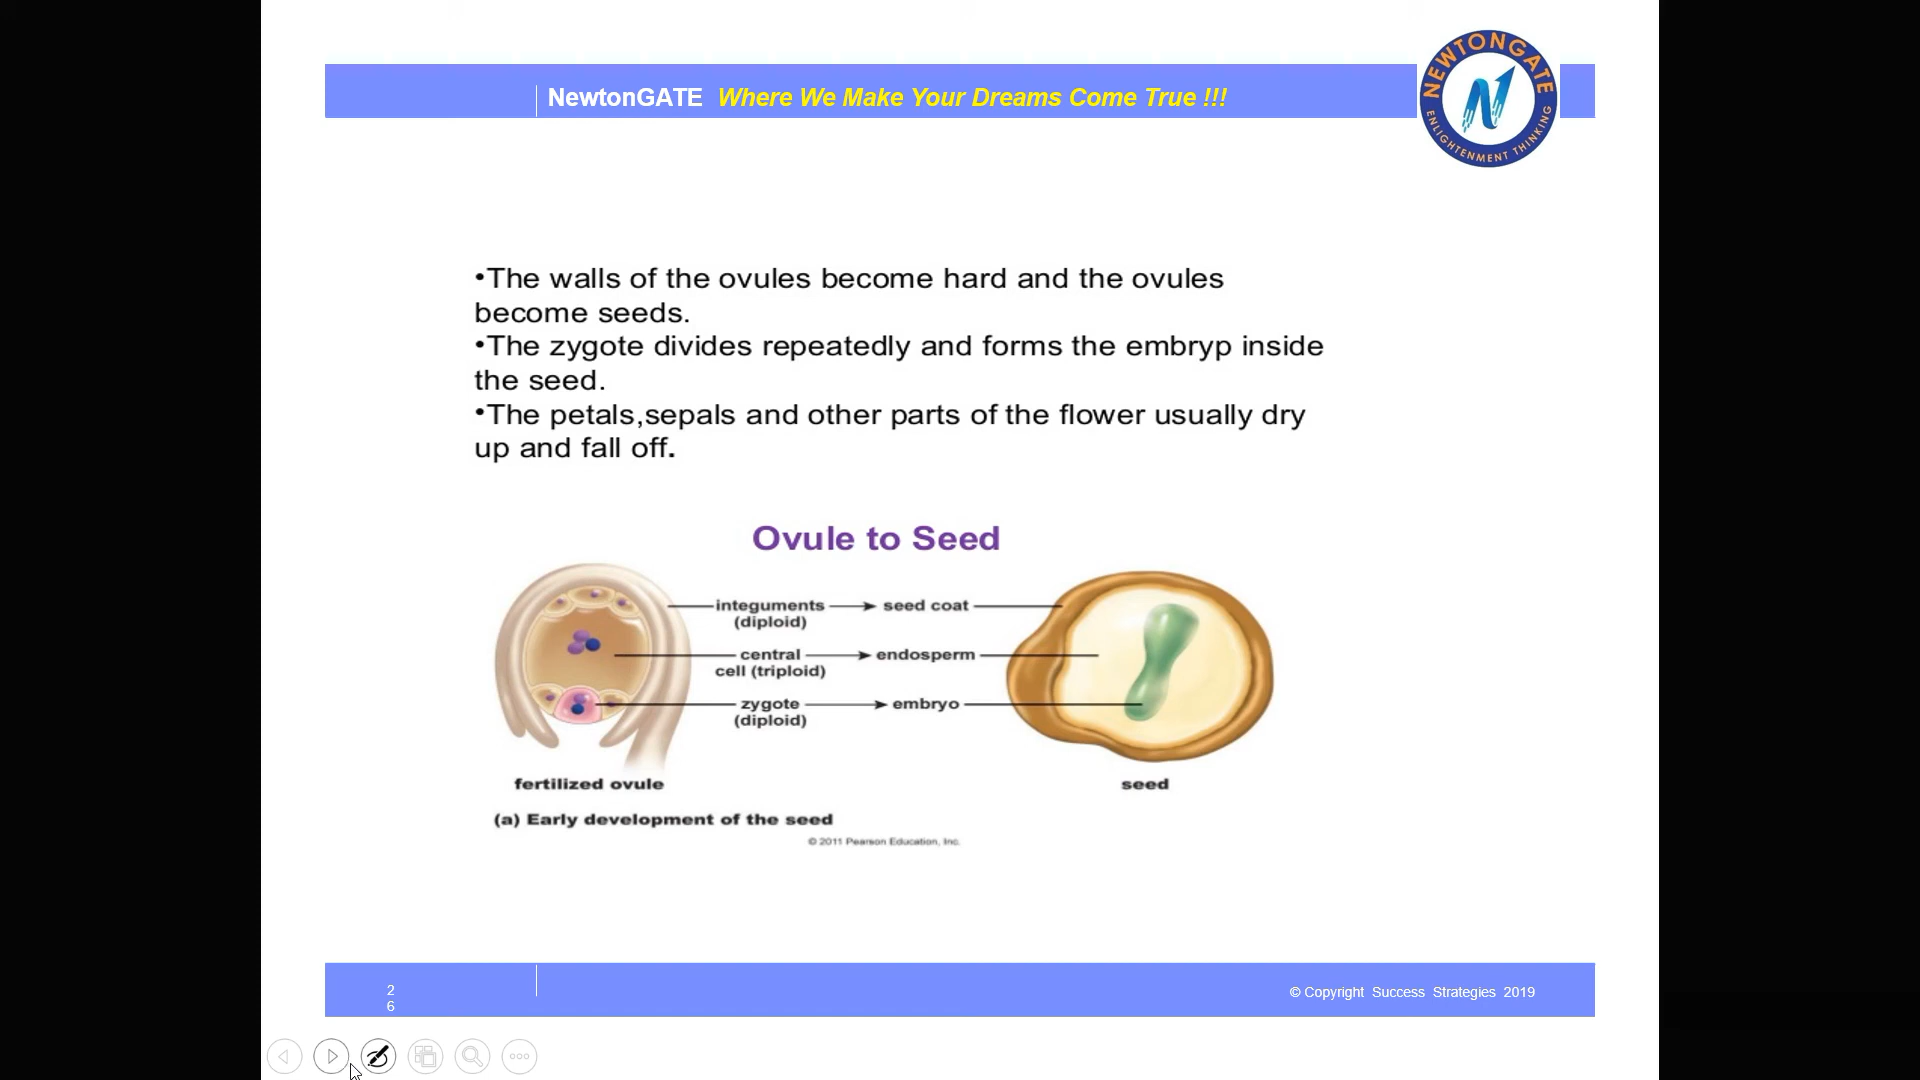 NewtonGATE Where We Make Your Dreams Come True !!!
NEWTONGATE
ENLIGHTENMENT THINKING
•The walls of the ovules become hard and the ovules
become seeds.
•The zygote divides repeatedly and forms the embryp inside
the seed.
•The petals,sepals and other parts of the flower usually dry
up and fall off.
Ovule to Seed
integuments → seed coat
(diploid)
central → endosperm
cell (triploid)
zygote → embryo
(diploid)
fertilized ovule
seed
(a) Early development of the seed
© 2011 Pearson Education, Inc.
2
6
© Copyright Success Strategies 2019